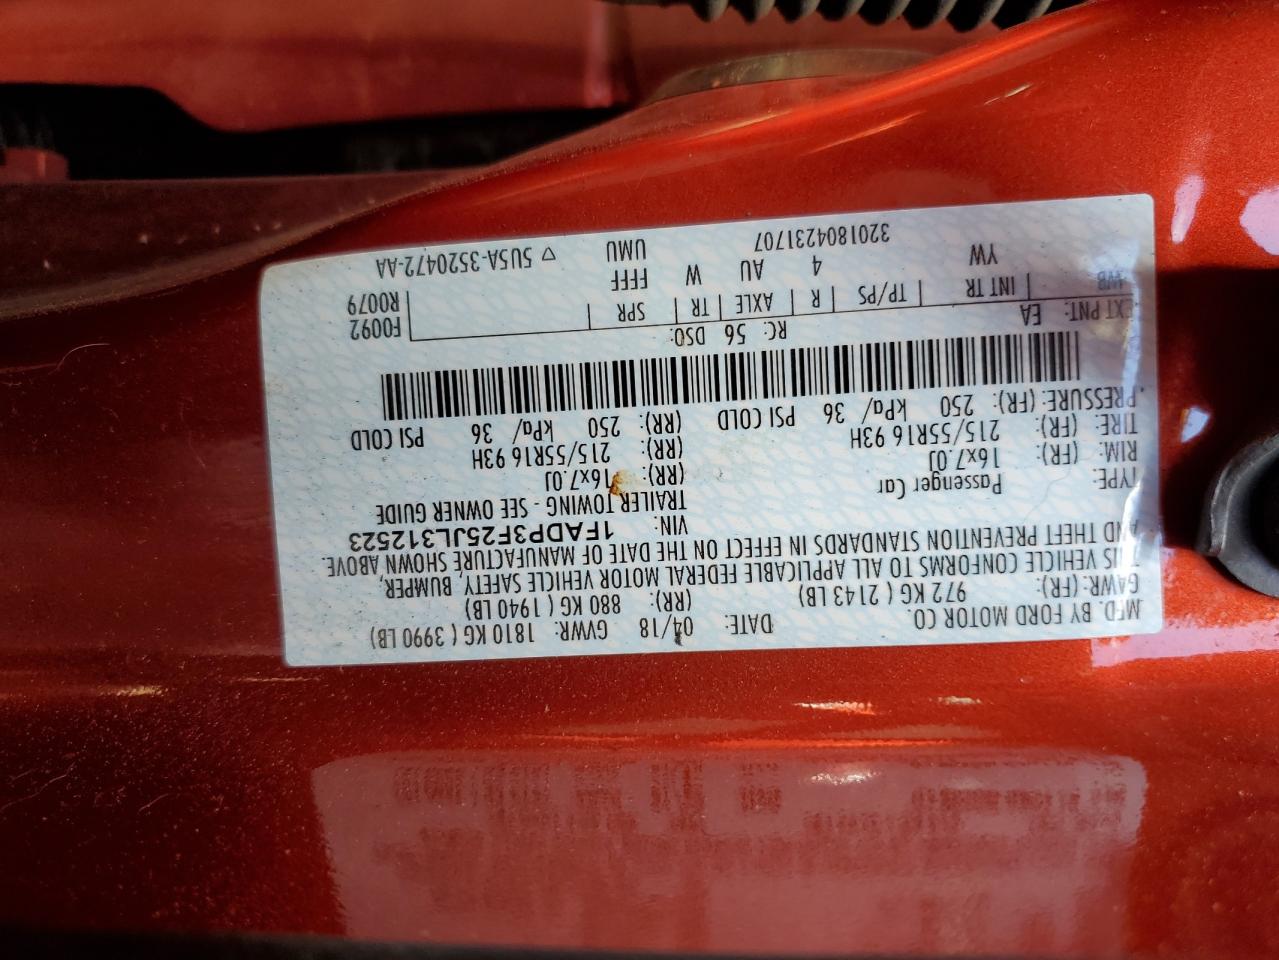 MFD. BY FORD MOTOR CO. DATE: 04/18 GVWR: 1810 KG ( 3990 LB)
GAWR: (FR): 972 KG ( 2143 LB) (RR): 880 KG ( 1940 LB)
THIS VEHICLE CONFORMS TO ALL APPLICABLE FEDERAL MOTOR VEHICLE SAFETY, BUMPER,
AND THEFT PREVENTION STANDARDS IN EFFECT ON THE DATE OF MANUFACTURE SHOWN ABOVE.
VIN: 1FADP3F25JL312523
TYPE: Passenger Car TRAILER TOWING - SEE OWNER GUIDE
RIM: (FR): 16x7.0J (RR): 16x7.0J
TIRE: (FR): 215/55R16 93H (RR): 215/55R16 93H
PRESSURE: (FR): 250 kPa/ 36 PSI COLD (RR): 250 kPa/ 36 PSI COLD
EXT PNT: EA RC: 56 DSO: F0092
WB INT TR TP/PS R AXLE TR SPR R0079
YW 4 AU W FFFF
3201804231707 UMU ▽ 5U5A-3520472-AA